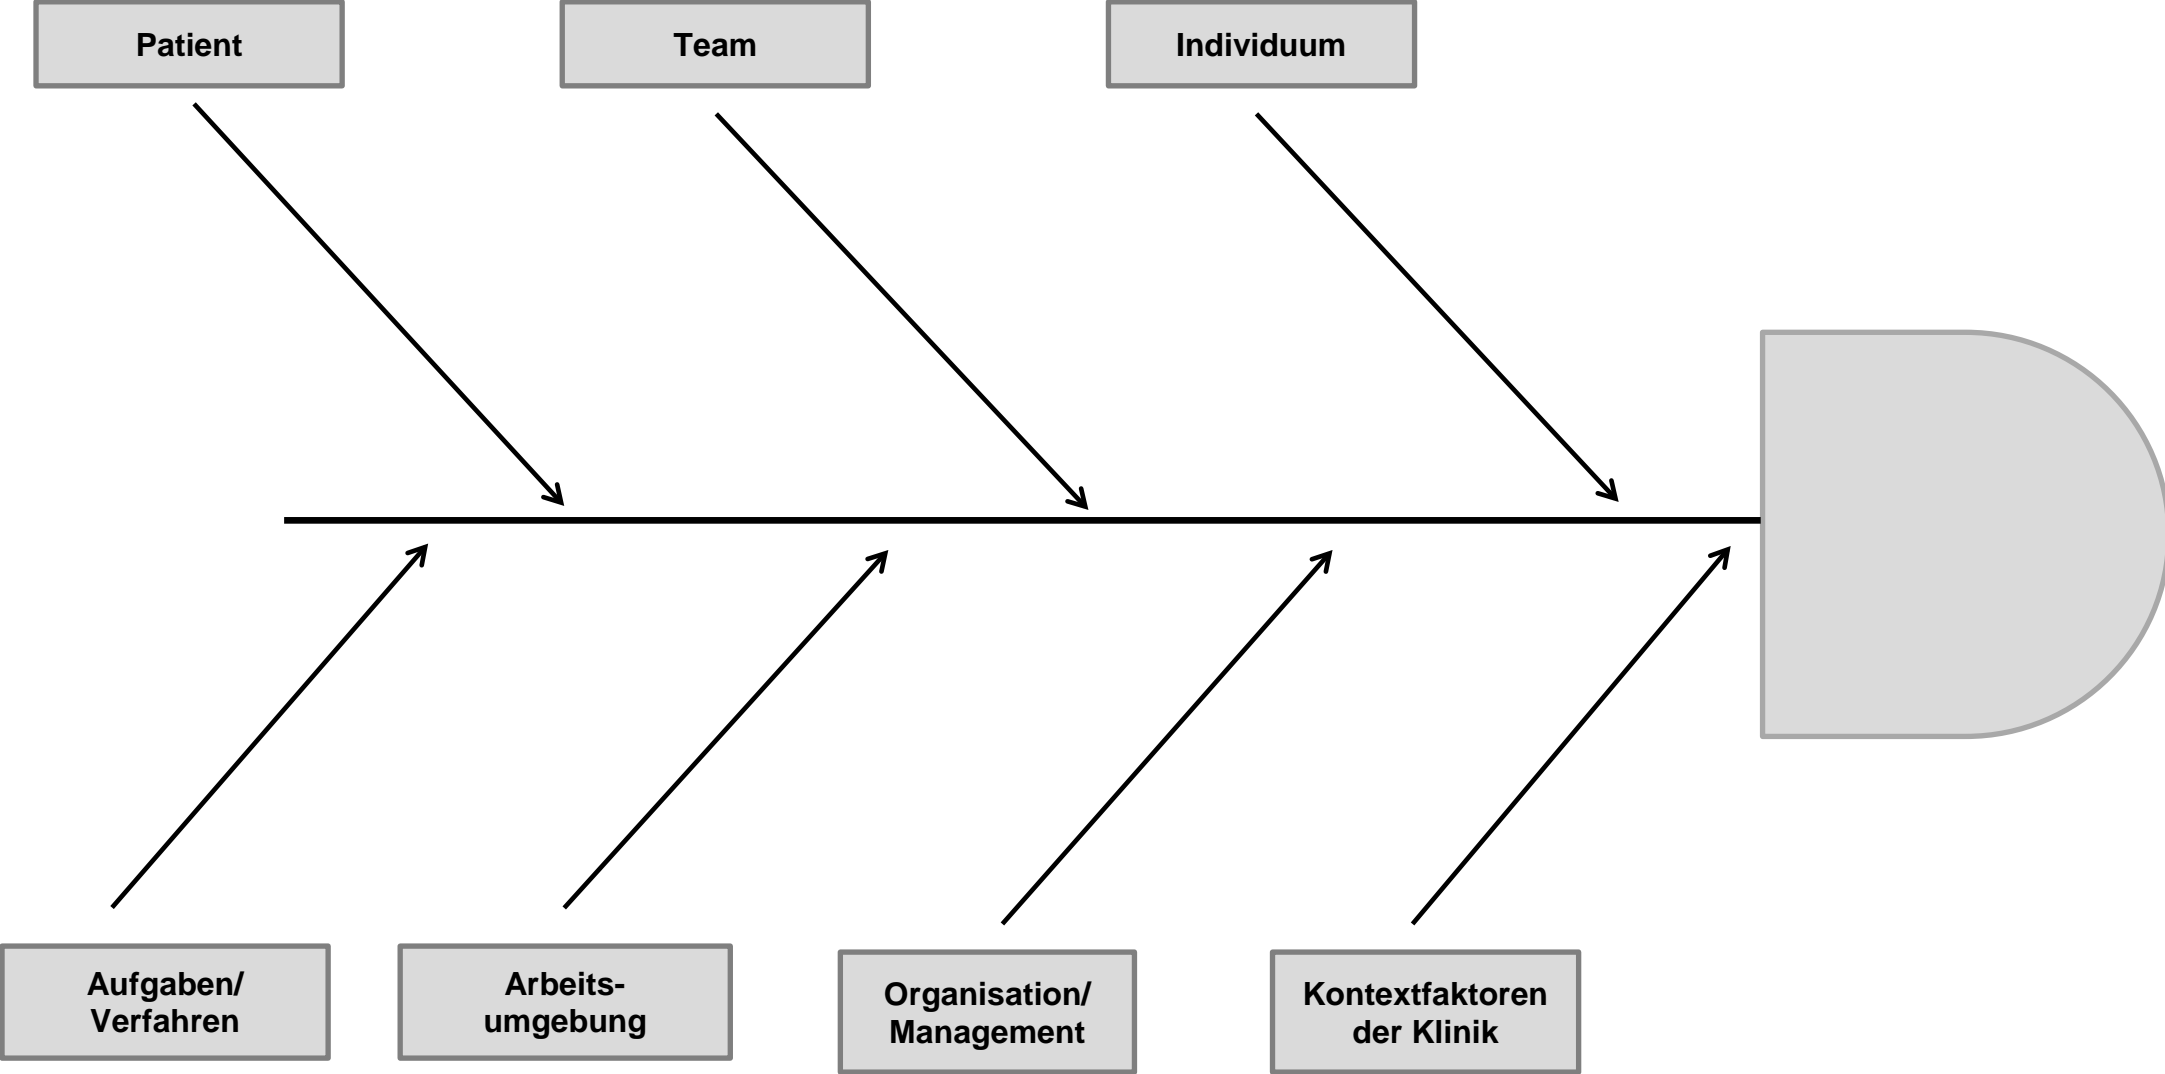 Patient
Team
Individuum
Aufgaben/
Verfahren
Arbeits-
umgebung
Organisation/
Management
Kontextfaktoren
der Klinik